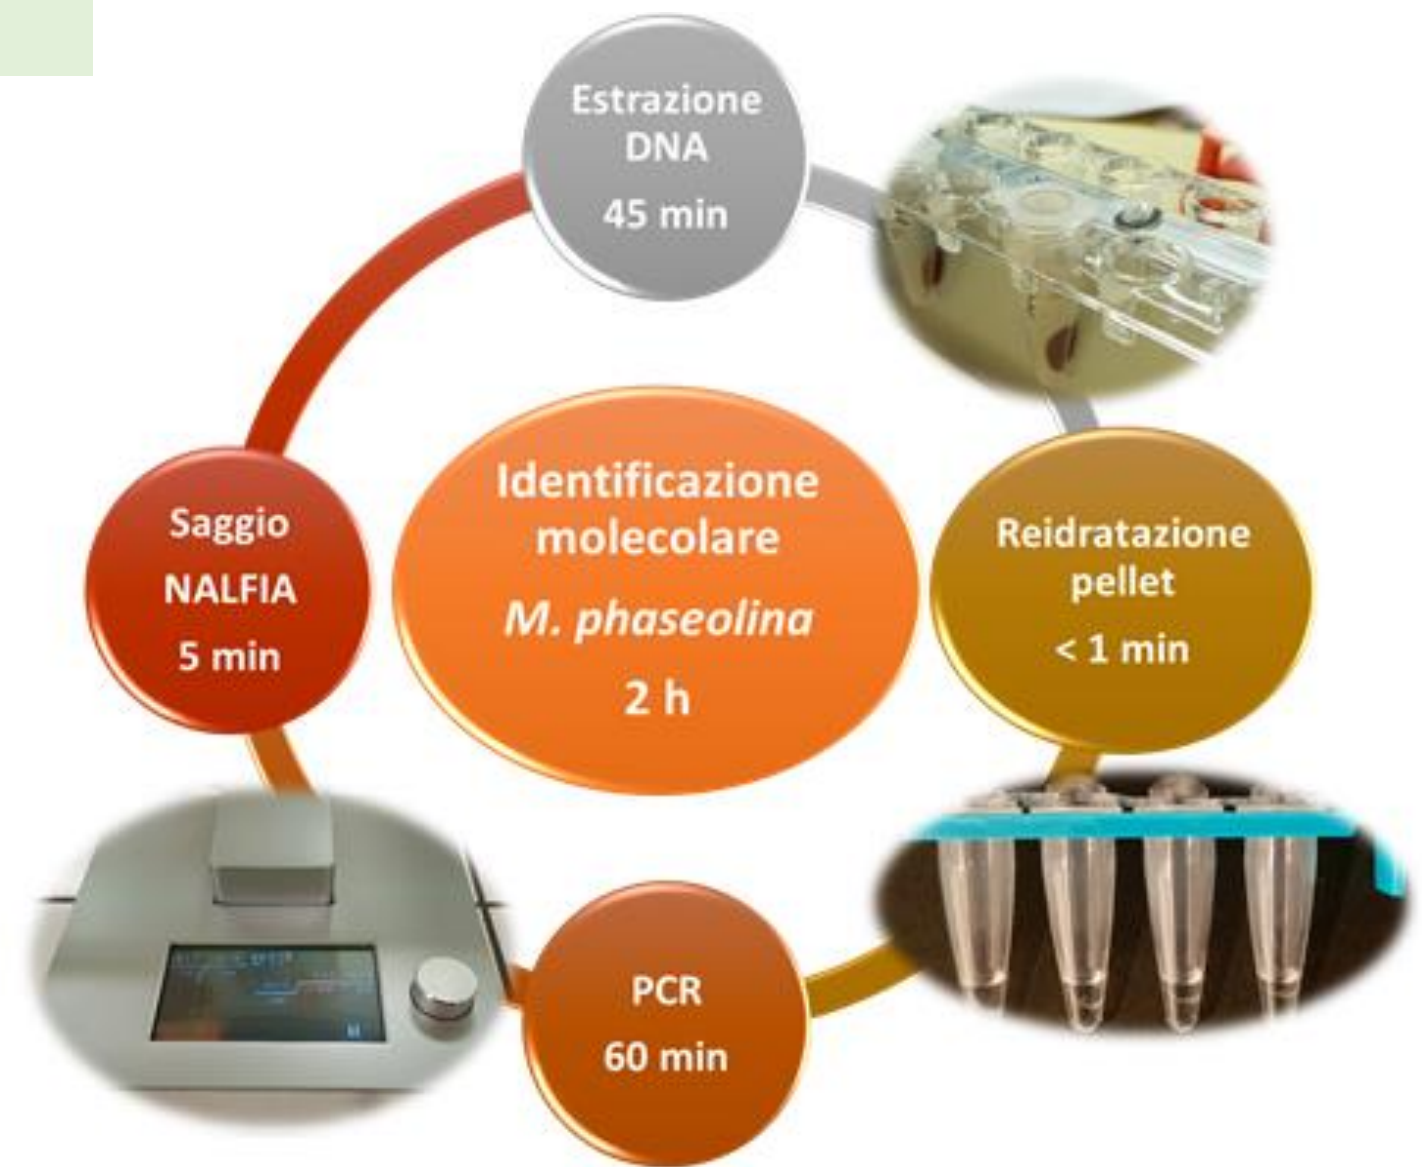 Estrazione
DNA
45 min
Identificazione
molecolare
M. phaseolina
2 h
Saggio
NALFIA
5 min
Reidratazione
pellet
< 1 min
PCR
60 min